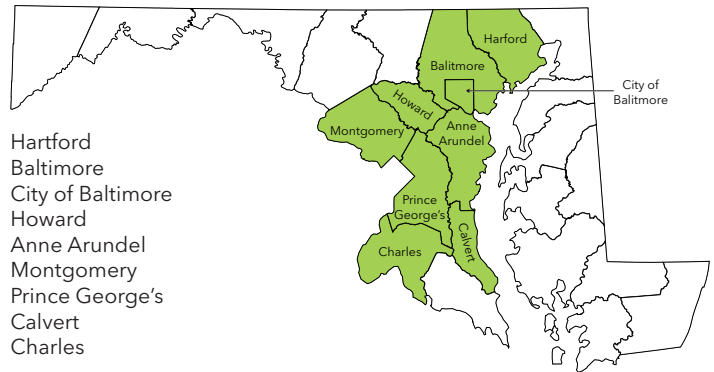 Harford
Balitmore
City of
Balitmore
Howard
Montgomery
Anne
Arundel
Prince
George's
Calvert
Charles
Hartford
Baltimore
City of Baltimore
Howard
Anne Arundel
Montgomery
Prince George's
Calvert
Charles